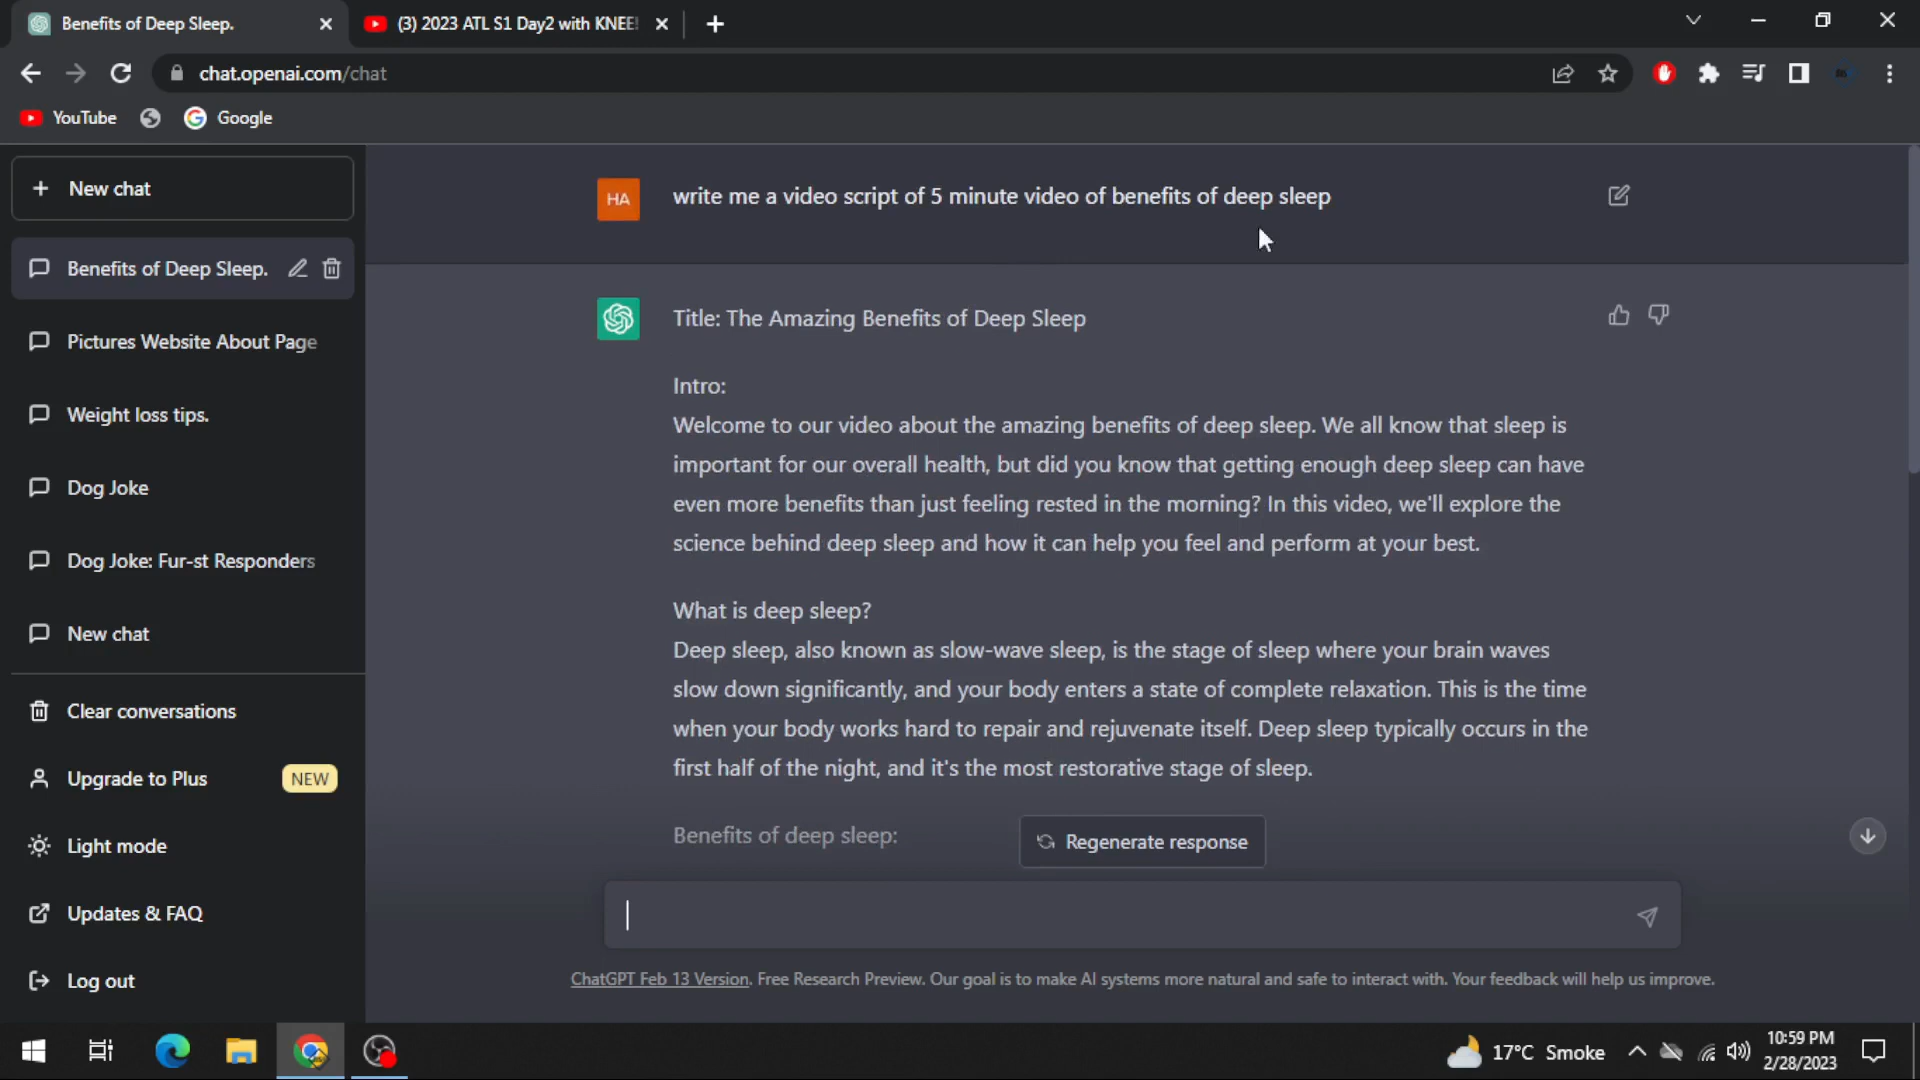 Benefits of Deep Sleep.
(3) 2023 ATL S1 Day2 with KNEE!
chat.openai.com/chat
YouTube
Google
New chat
HA
write me a video script of 5 minute video of benefits of deep sleep
Benefits of Deep Sleep.
Title: The Amazing Benefits of Deep Sleep
Pictures Website About Page
Intro:
Weight loss tips.
Welcome to our video about the amazing benefits of deep sleep. We all know that sleep is
important for our overall health, but did you know that getting enough deep sleep can have
Dog Joke
even more benefits than just feeling rested in the morning? In this video, we'll explore the
science behind deep sleep and how it can help you feel and perform at your best.
Dog Joke: Fur-st Responders
What is deep sleep?
New chat
Deep sleep, also known as slow-wave sleep, is the stage of sleep where your brain waves
slow down significantly, and your body enters a state of complete relaxation. This is the time
Clear conversations
when your body works hard to repair and rejuvenate itself. Deep sleep typically occurs in the
first half of the night, and it's the most restorative stage of sleep.
Upgrade to Plus
NEW
Benefits of deep sleep:
Regenerate response
Light mode
Updates & FAQ
Log out
ChatGPT Feb 13 Version. Free Research Preview. Our goal is to make AI systems more natural and safe to interact with. Your feedback will help us improve.
17°C Smoke
10:59 PM
2/28/2023